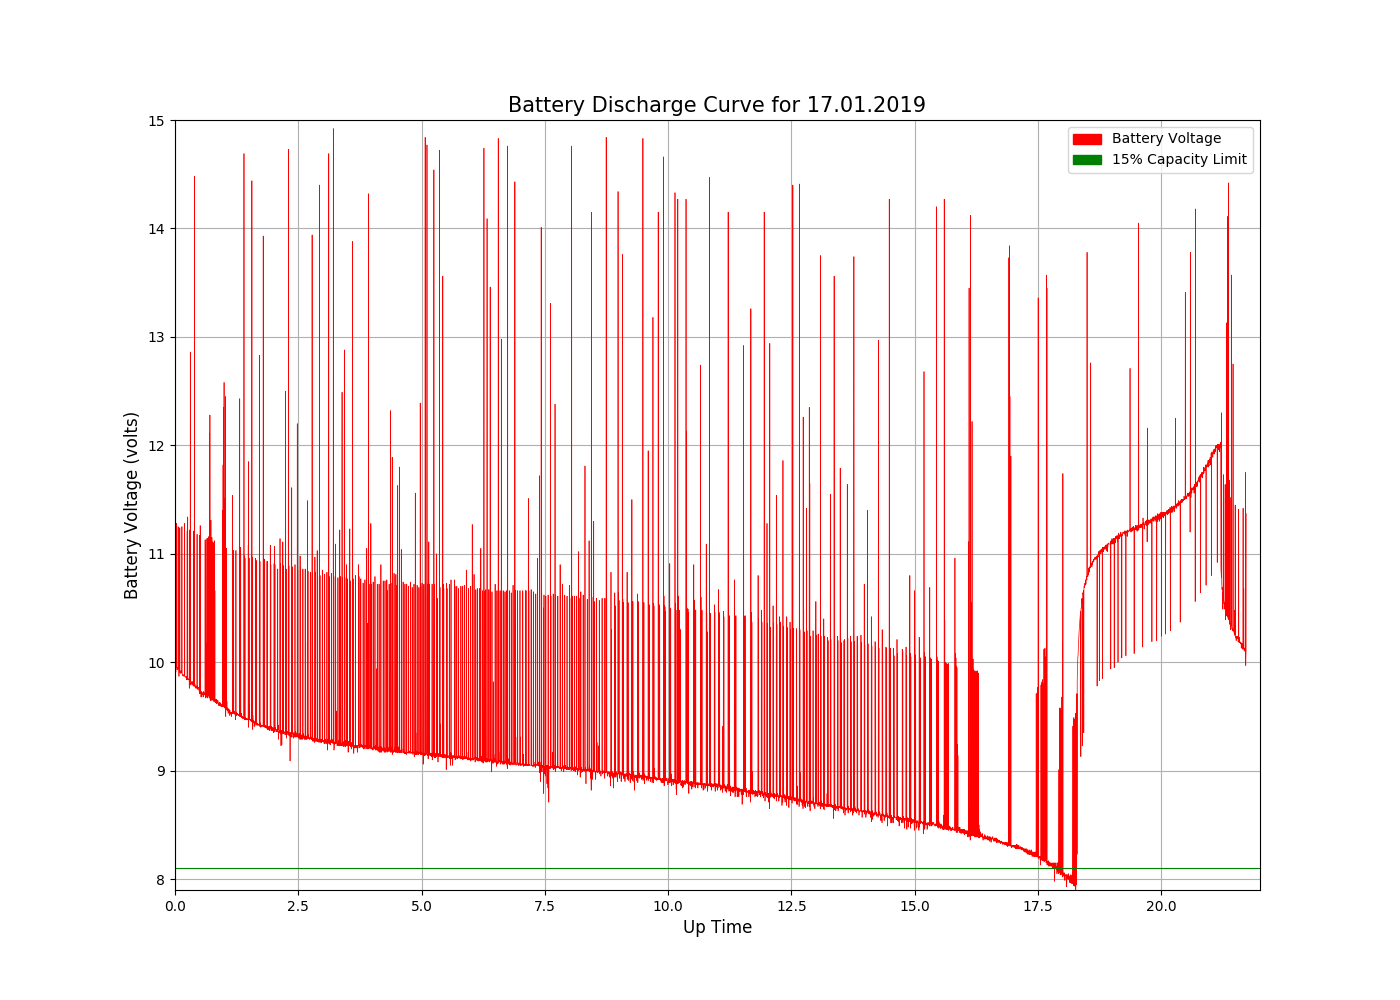 Battery Discharge Curve for 17.01.2019
Battery Voltage
15% Capacity Limit
Battery Voltage (volts)
15
14
13
12
11
10
9
8
0.0 2.5 5.0 7.5 10.0 12.5 15.0 17.5 20.0
Up Time